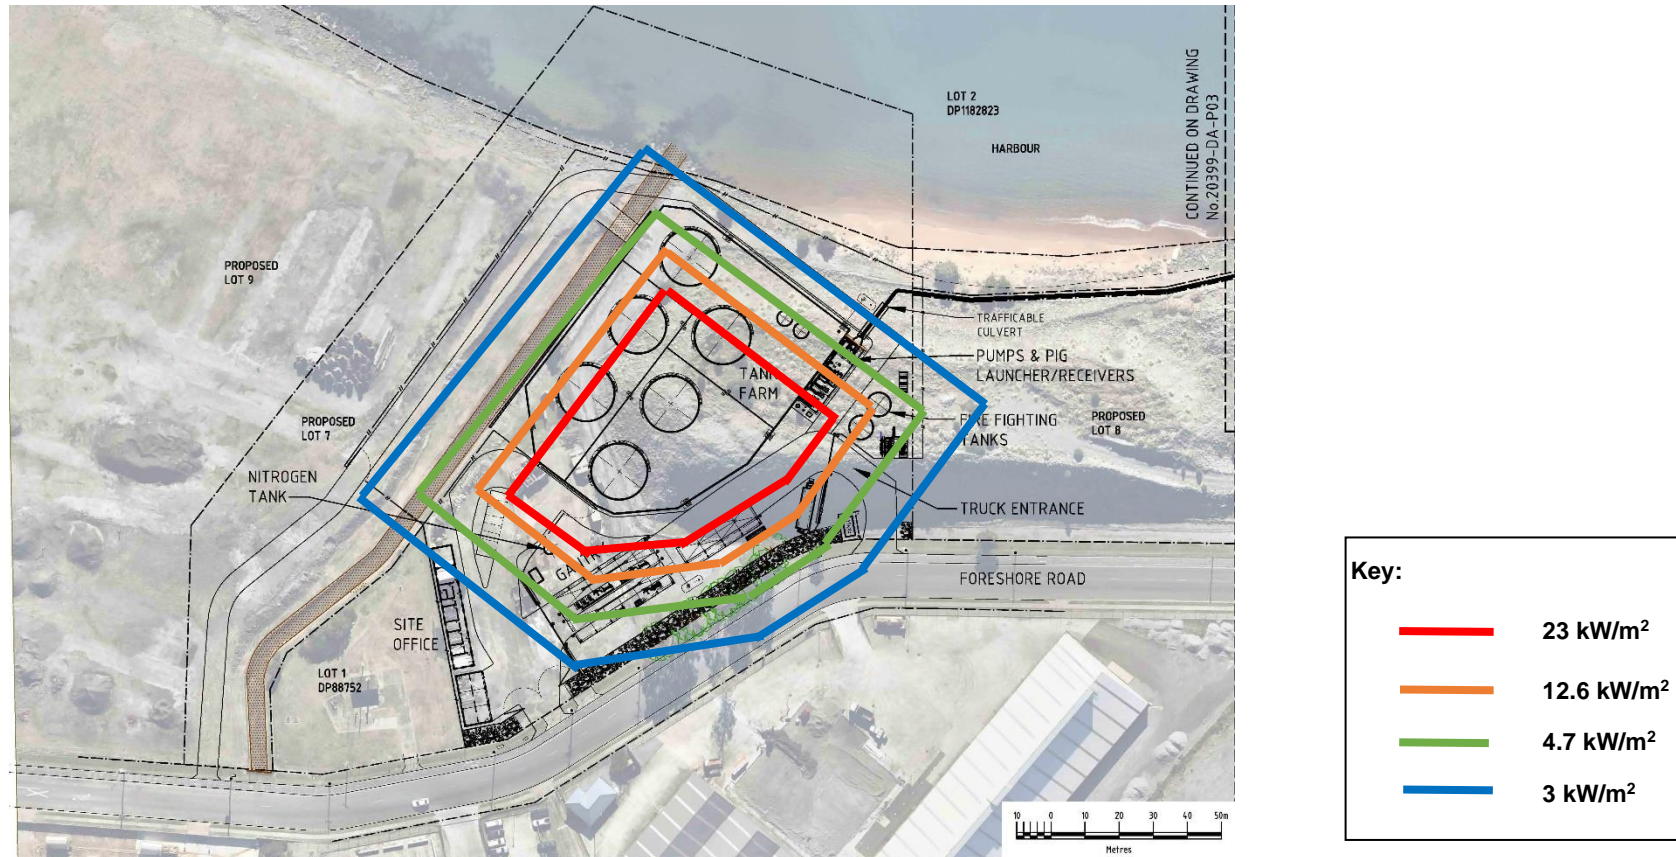 LOT 2
DP1182823
HARBOUR
CONTINUED ON DRAWING
No.20399-DA-P03
PROPOSED
LOT 9
TRAFFICABLE
CULVERT
PUMPS & PIG
LAUNCHER/RECEIVERS
TANK
FARM
PROPOSED
LOT 7
FIRE FIGHTING
TANKS
PROPOSED
LOT 8
NITROGEN
TANK
TRUCK ENTRANCE
GANTRY
FORESHORE ROAD
SITE
OFFICE
LOT 1
DP88752
10 0 10 20 30 40 50m
Metres
Key:
23 kW/m²
12.6 kW/m²
4.7 kW/m²
3 kW/m²